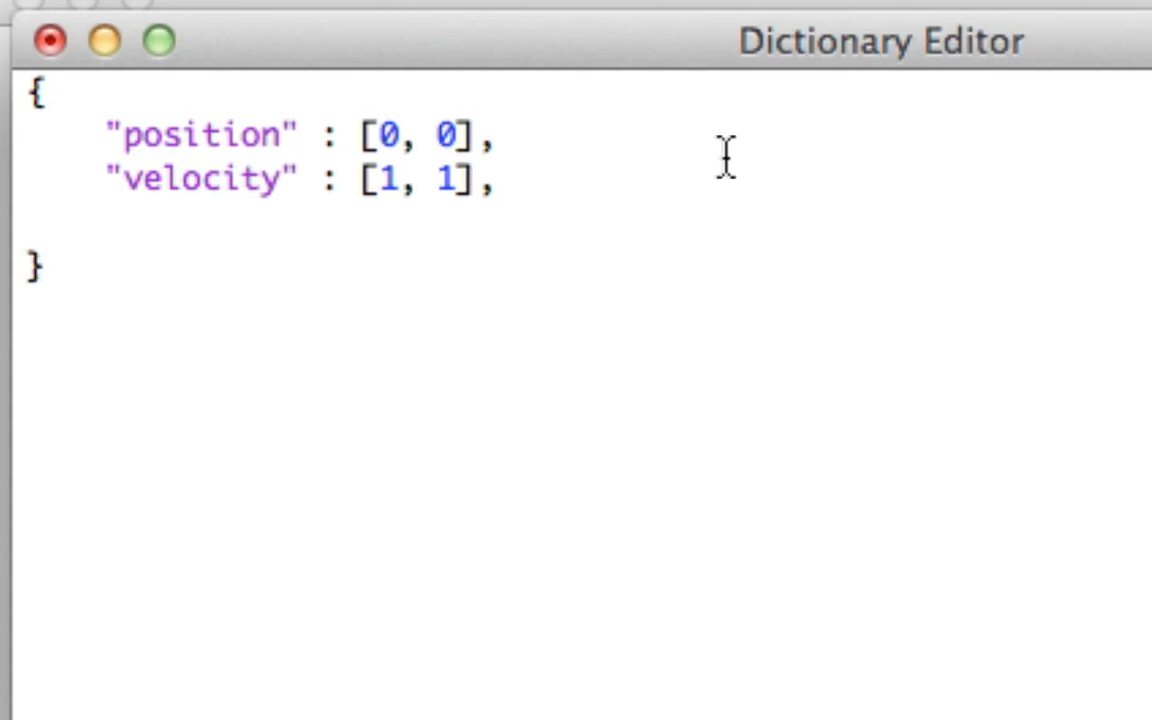 Dictionary Editor
{
"position" : [0, 0],
"velocity" : [1, 1],
}